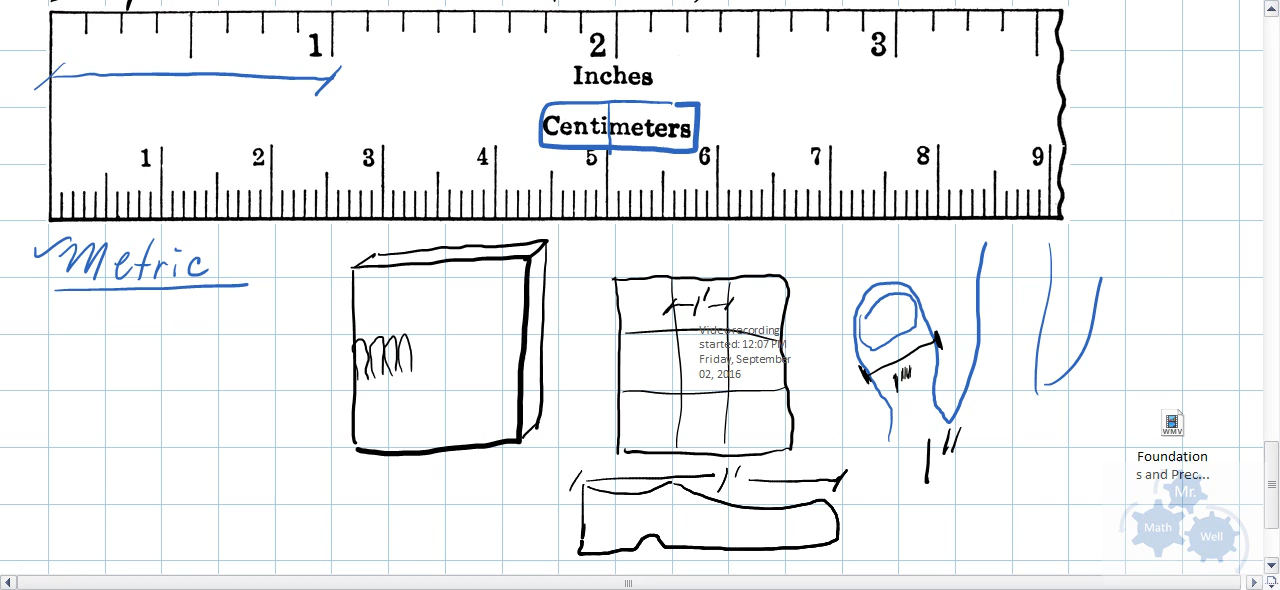 1 2 3
Inches
Centimeters
1 2 3 4 5 6 7 8 9
Metric
1'
Video recording
started: 12:07 PM
Friday, September
02, 2016
1"
1'
1"
WMV
Foundation
s and Prec...
Mr.
Math
Well